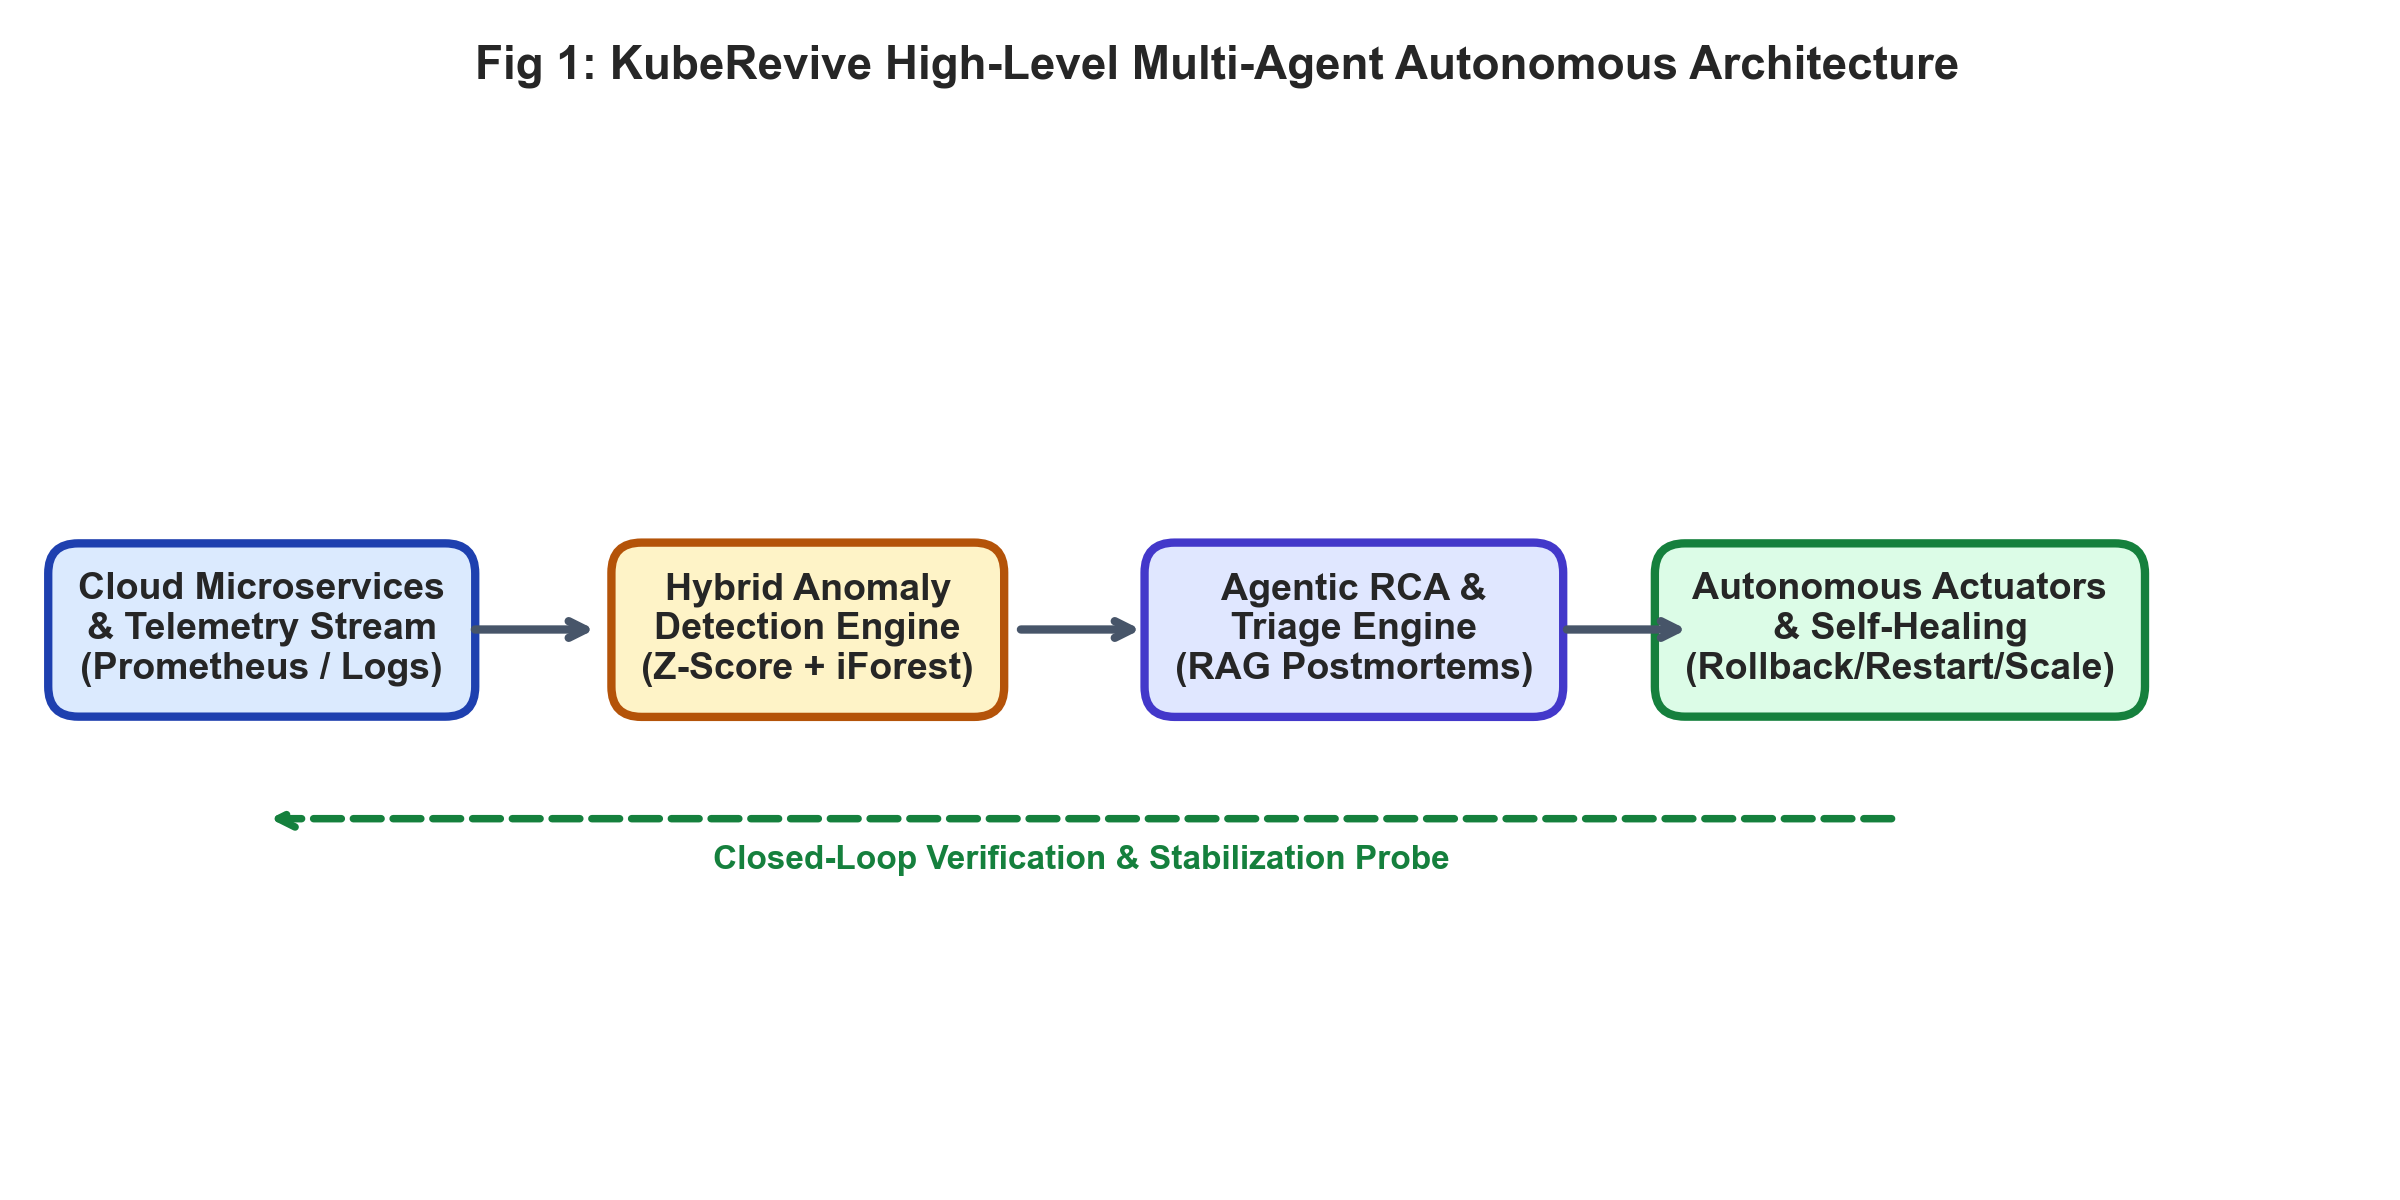 Fig 1: KubeRevive High-Level Multi-Agent Autonomous Architecture
Cloud Microservices
& Telemetry Stream
(Prometheus / Logs)
Hybrid Anomaly
Detection Engine
(Z-Score + iForest)
Agentic RCA &
Triage Engine
(RAG Postmortems)
Autonomous Actuators
& Self-Healing
(Rollback/Restart/Scale)
Closed-Loop Verification & Stabilization Probe